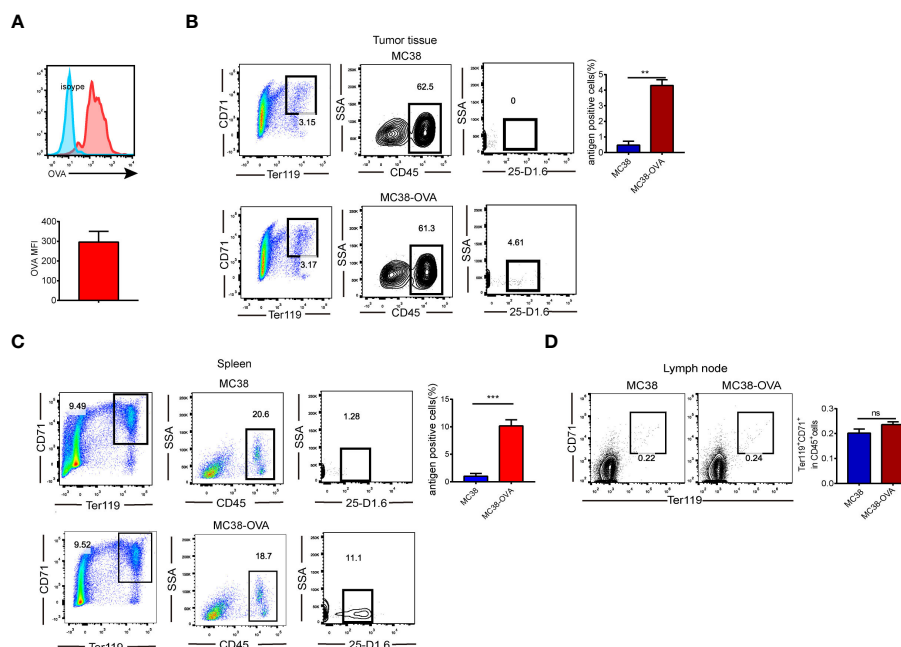 A
isotype
OVA
OVA MFI
400
300
200
100
0
B
Tumor tissue
MC38
CD71
3.15
Ter119
SSA
62.5
CD45
SSA
0
25-D1.6
antigen positive cells(%)
6
4
2
0
**
MC38
MC38-OVA
MC38-OVA
CD71
3.17
Ter119
SSA
61.3
CD45
SSA
4.61
25-D1.6
C
Spleen
MC38
CD71
9.49
Ter119
SSA
20.6
CD45
SSA
1.28
25-D1.6
antigen positive cells(%)
15
10
5
0
***
MC38
MC38-OVA
MC38-OVA
CD71
9.52
Ter119
SSA
18.7
CD45
SSA
11.1
25-D1.6
D
Lymph node
MC38
MC38-OVA
CD71
0.22
0.24
Ter119
Ter119⁺CD71⁺
in CD45⁺cells
0.3
0.2
0.1
0.0
ns
MC38
MC38-OVA